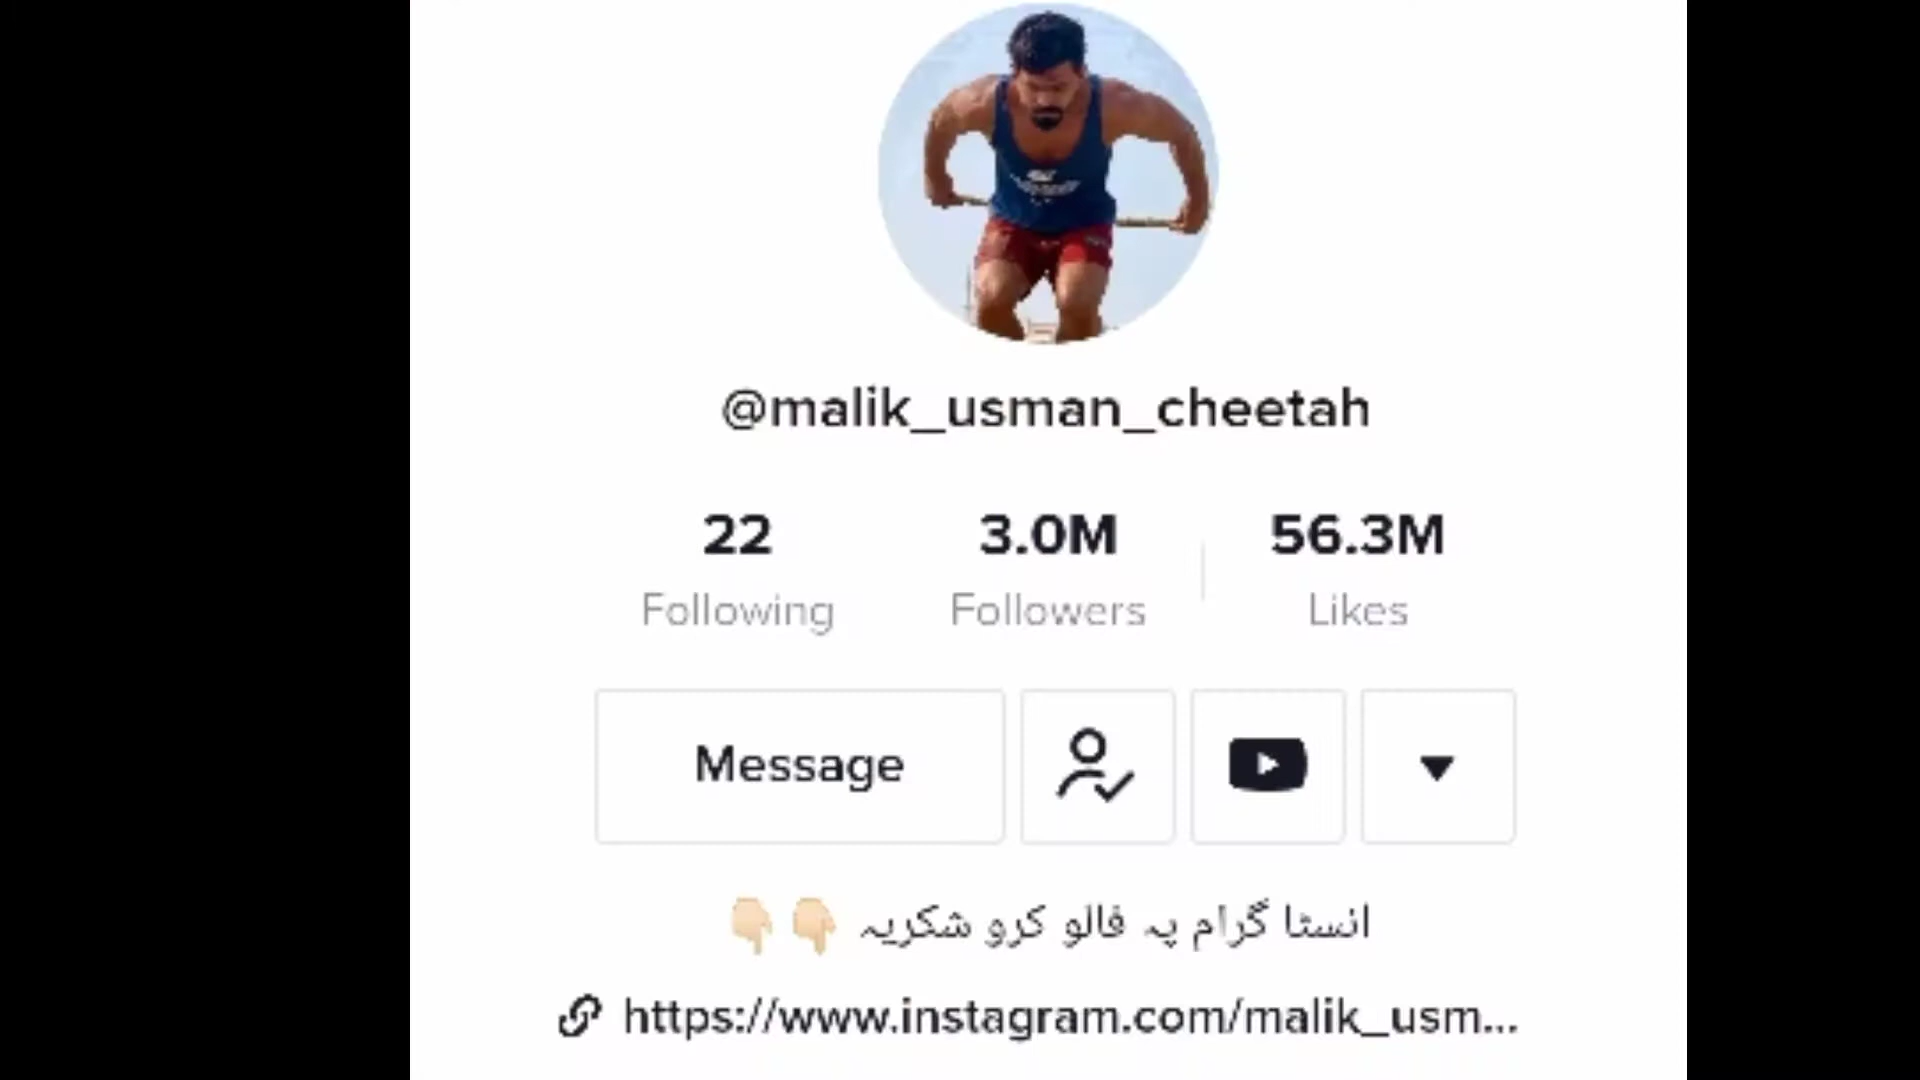 @malik_usman_cheetah
22 3.0M 56.3M
Following Followers Likes
Message
انسٹا گرام پہ فالو کرو شکریہ 👇🏻👇🏻
https://www.instagram.com/malik_usm...